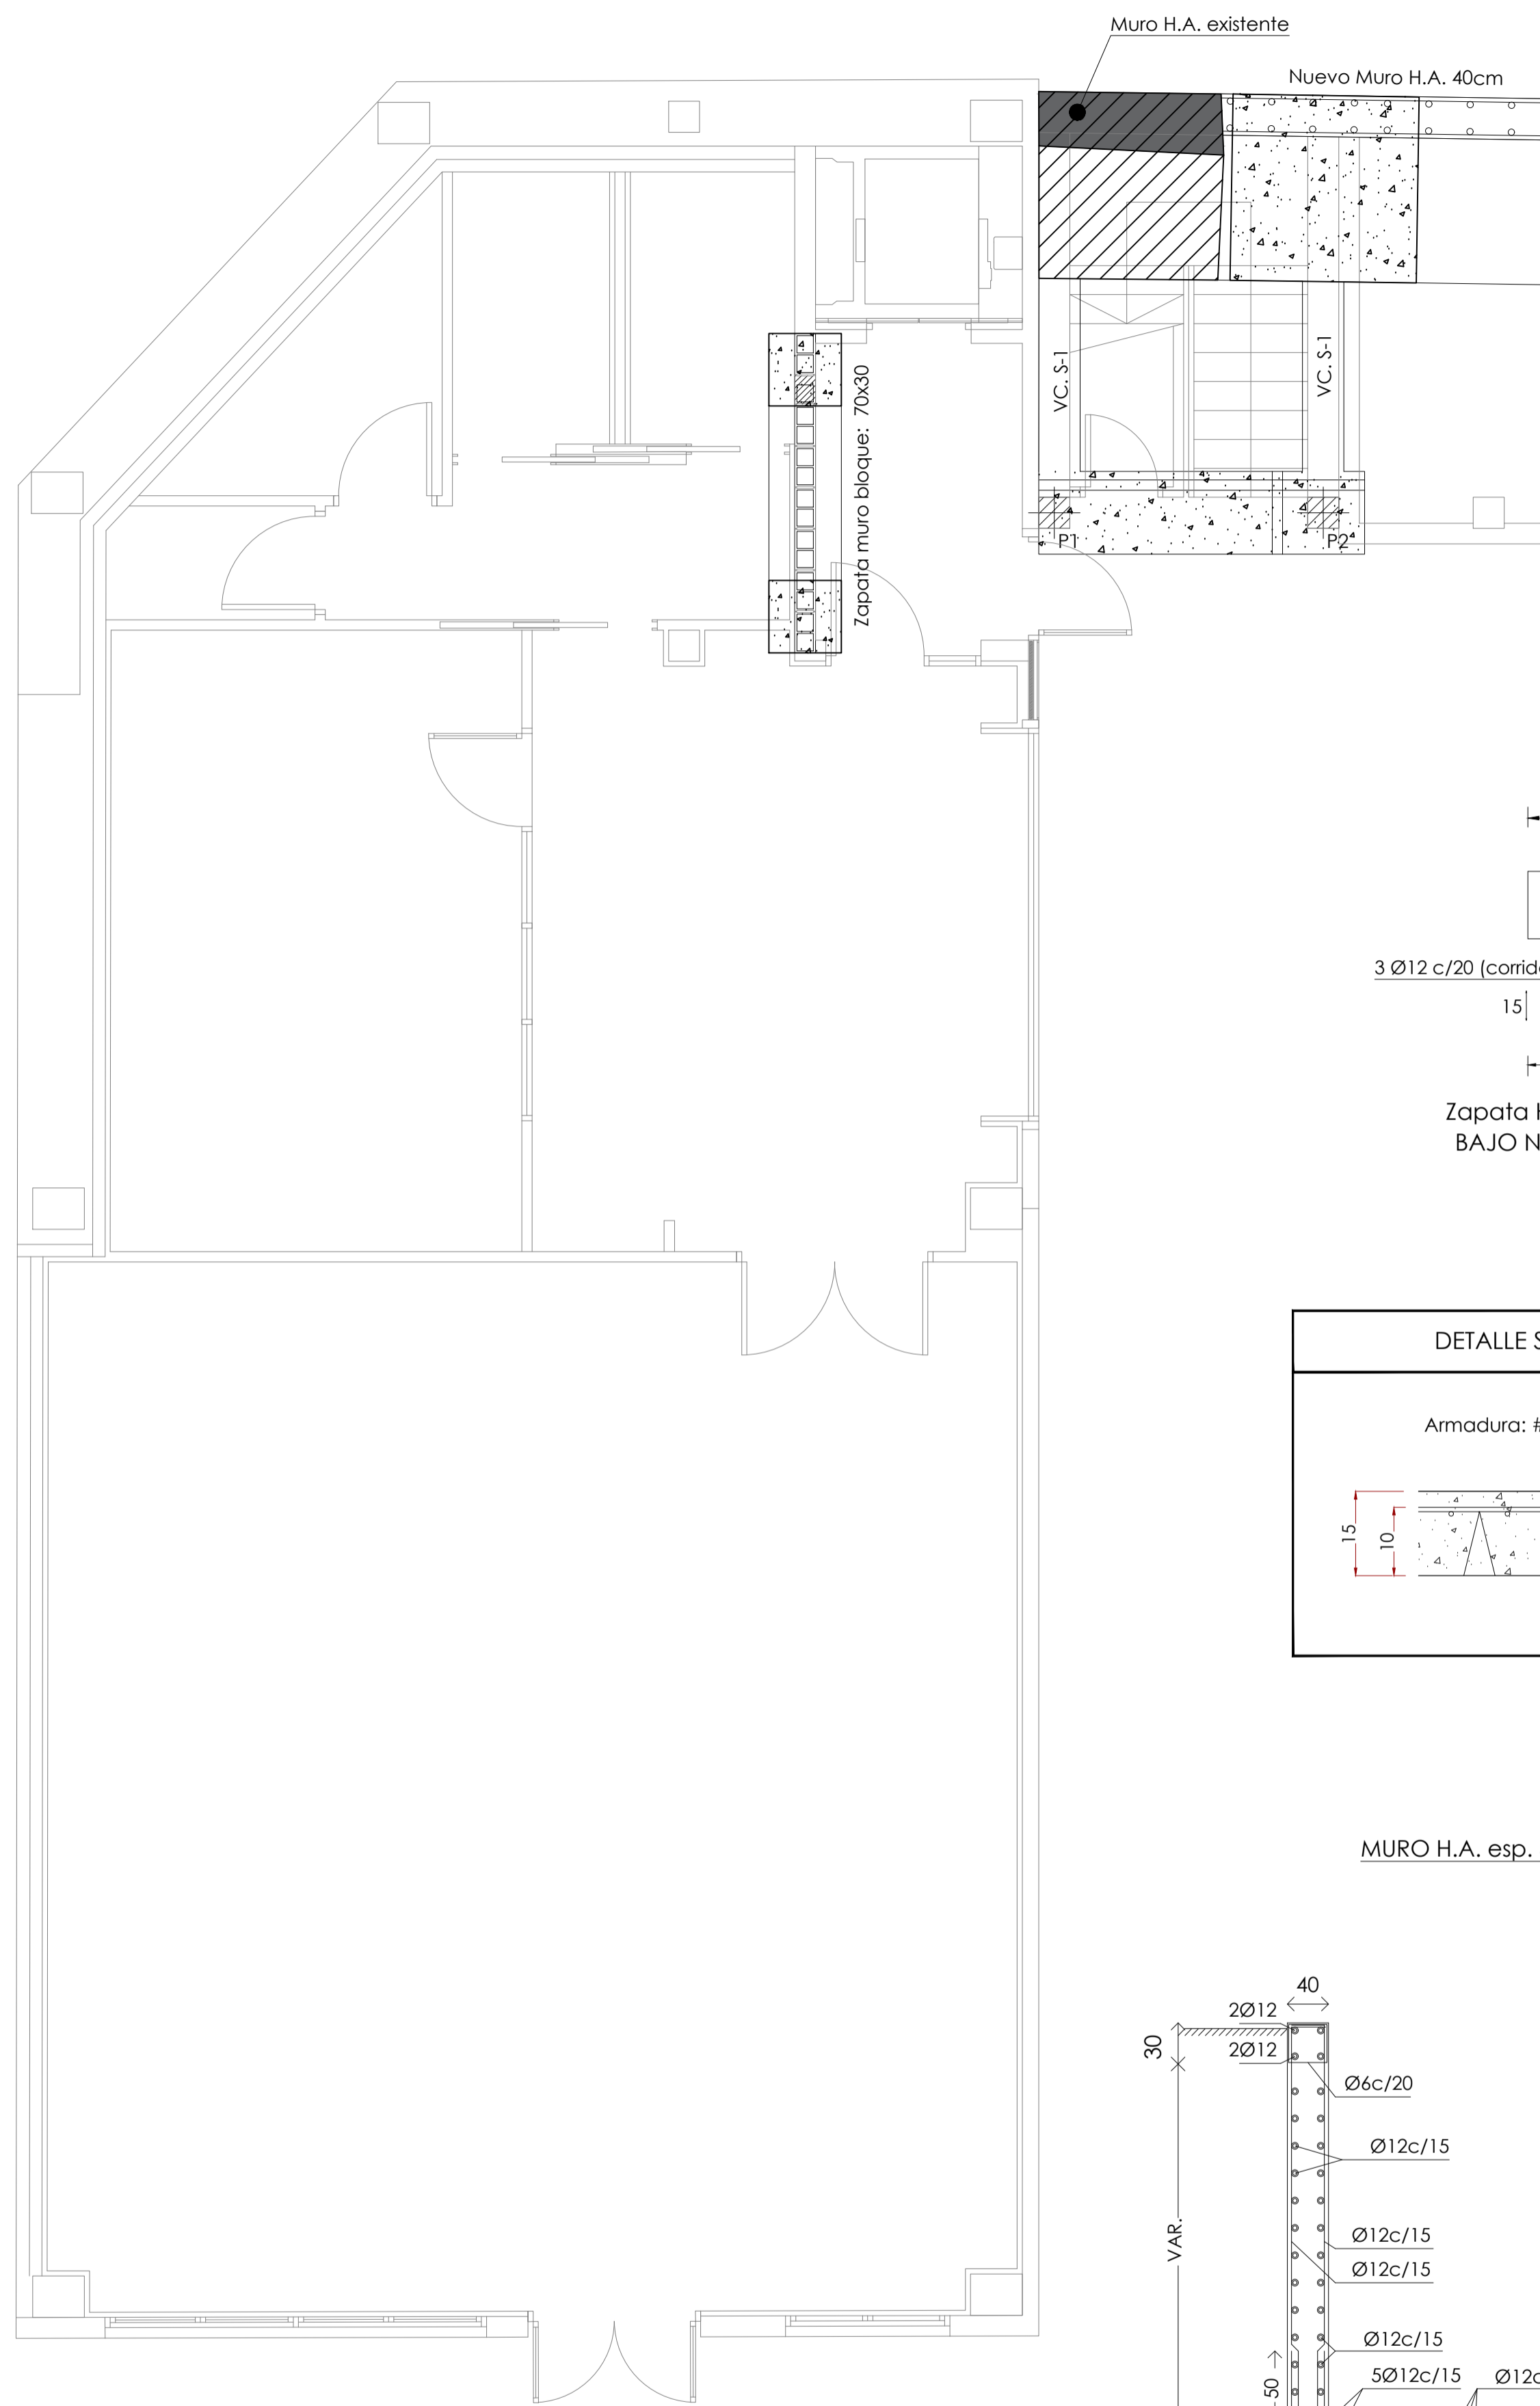 Muro H.A. existente
Nuevo Muro H.A. 40cm
VC. S-1
VC. S-1
Zapata muro bloque: 70x30
P1
P2
3 Ø12 c/20
15
Zapata
BAJO
DETALLE
Armadura: #
15
10
MURO H.A. esp.
40
2Ø12
30
2Ø12
Ø6c/20
Ø12c/15
VAR.
Ø12c/15
Ø12c/15
Ø12c/15
50
5Ø12c/15